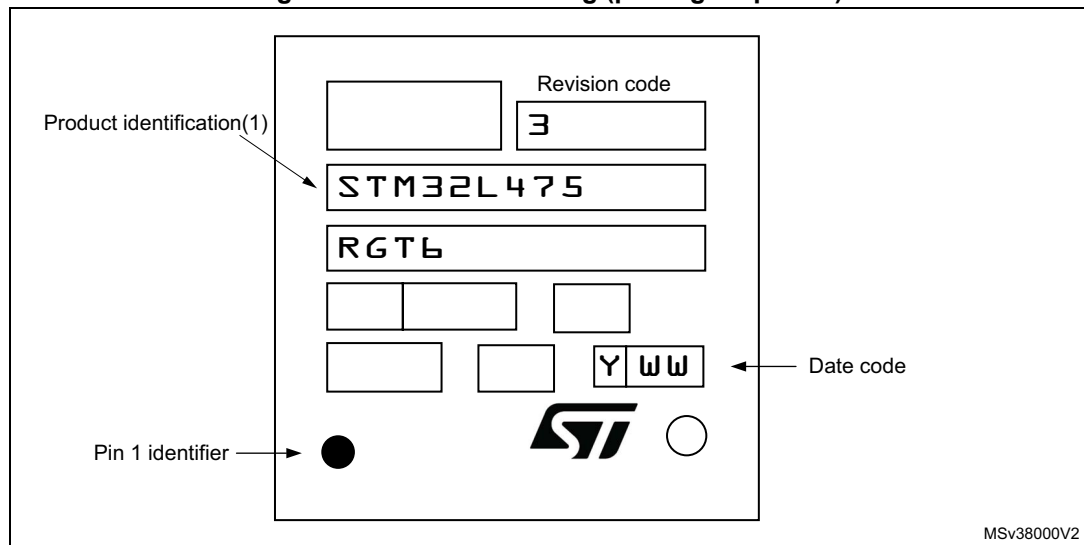 Revision code
3
Product identification(1)
STM32L475
RGT6
Y WW
Date code
ST
Pin 1 identifier
MSv38000V2